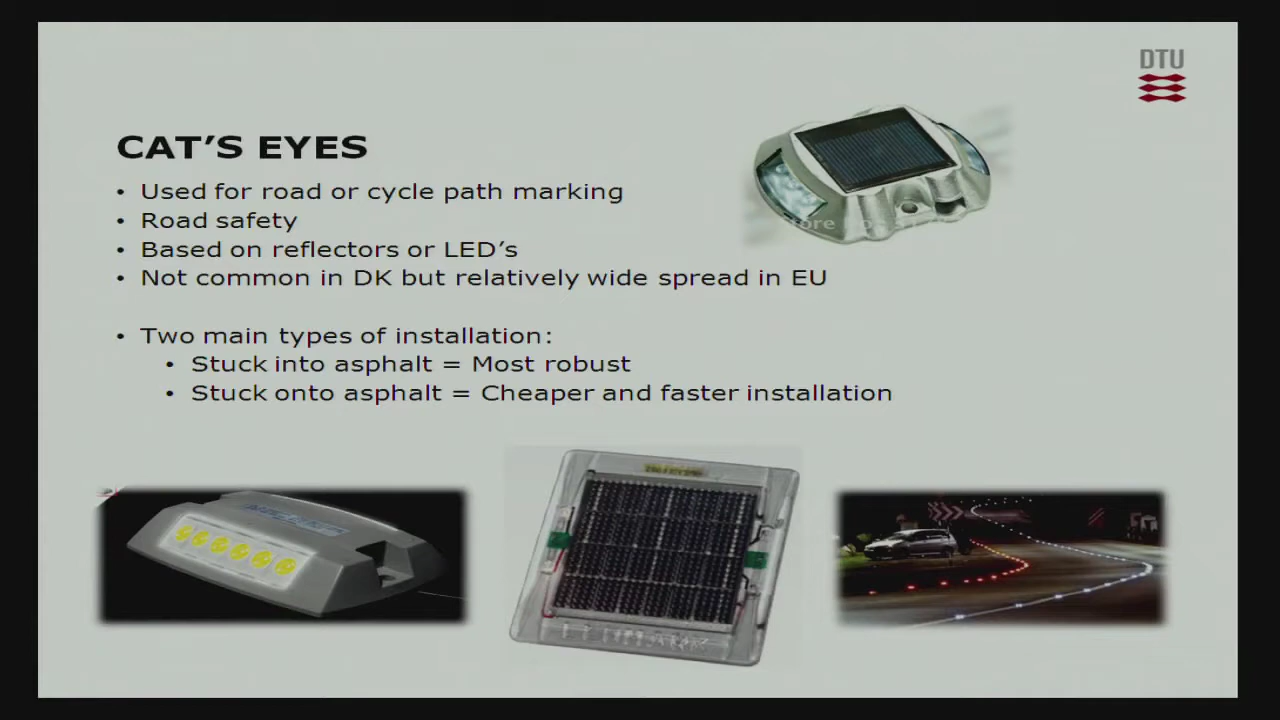 DTU
CAT'S EYES
• Used for road or cycle path marking
• Road safety
• Based on reflectors or LED's
• Not common in DK but relatively wide spread in EU
• Two main types of installation:
• Stuck into asphalt = Most robust
• Stuck onto asphalt = Cheaper and faster installation